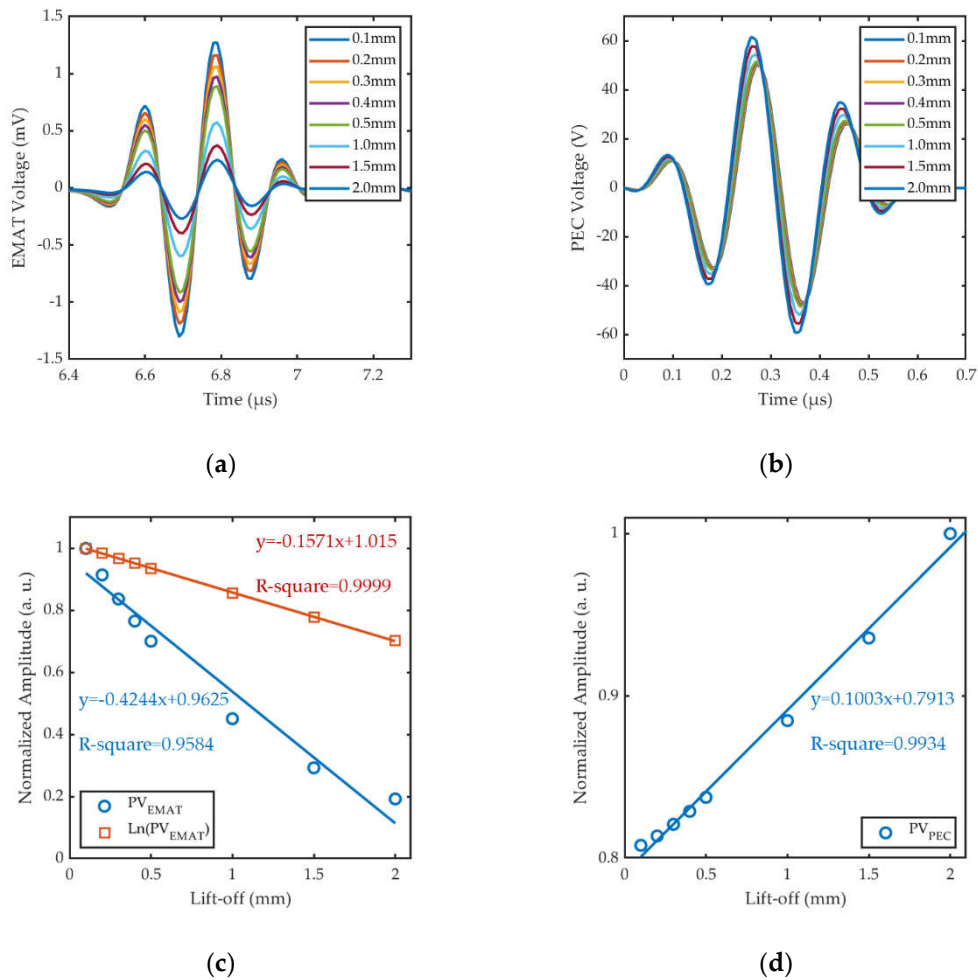 1.5
1
0.5
0
-0.5
-1
-1.5
EMAT Voltage (mV)
6.4
6.6
6.8
7
7.2
Time (μs)
0.1mm
0.2mm
0.3mm
0.4mm
0.5mm
1.0mm
1.5mm
2.0mm
(a)
60
40
20
0
-20
-40
-60
PEC Voltage (V)
0
0.1
0.2
0.3
0.4
0.5
0.6
0.7
Time (μs)
0.1mm
0.2mm
0.3mm
0.4mm
0.5mm
1.0mm
1.5mm
2.0mm
(b)
1
0.8
0.6
0.4
0.2
0
Normalized Amplitude (a. u.)
y=-0.1571x+1.015
R-square=0.9999
y=-0.4244x+0.9625
R-square=0.9584
PV_EMAT
Ln(PV_EMAT)
0
0.5
1
1.5
2
Lift-off (mm)
(c)
1
0.9
0.8
Normalized Amplitude (a. u.)
y=0.1003x+0.7913
R-square=0.9934
PV_PEC
0
0.5
1
1.5
2
Lift-off (mm)
(d)